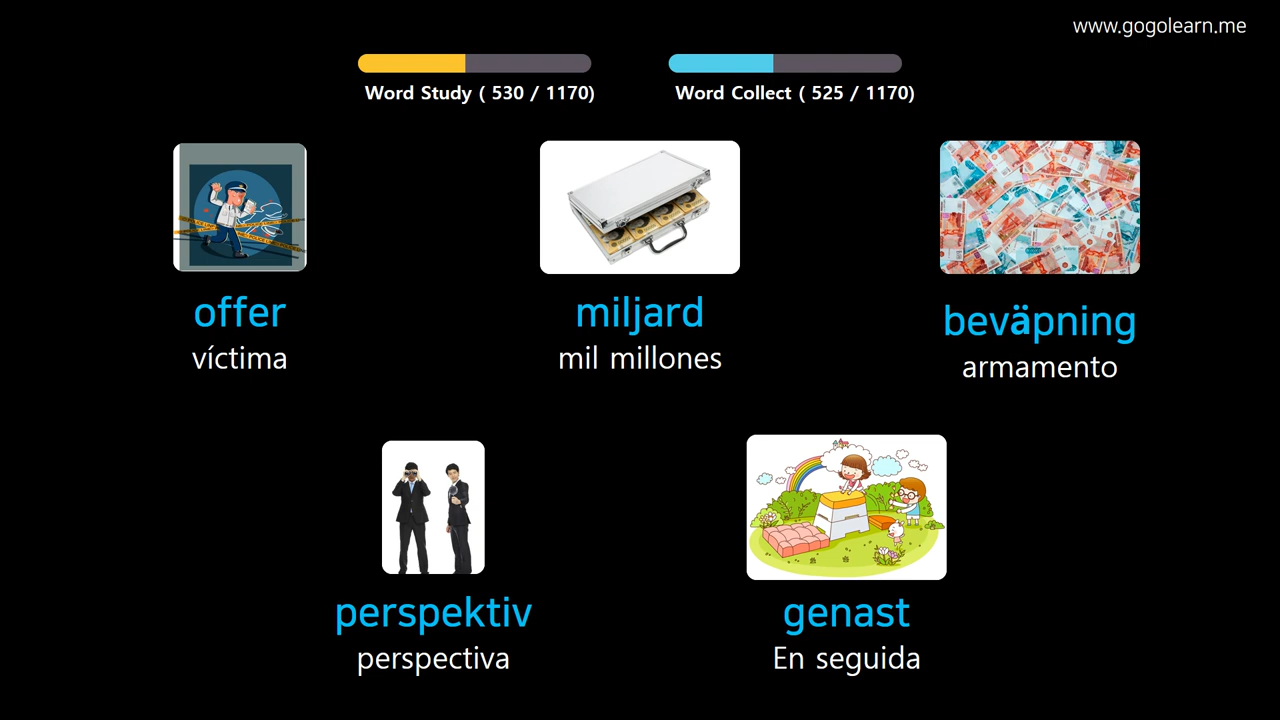 www.gogolearn.me
Word Study ( 530 / 1170)
Word Collect ( 525 / 1170)
offer
víctima
miljard
mil millones
beväpning
armamento
perspektiv
perspectiva
genast
En seguida